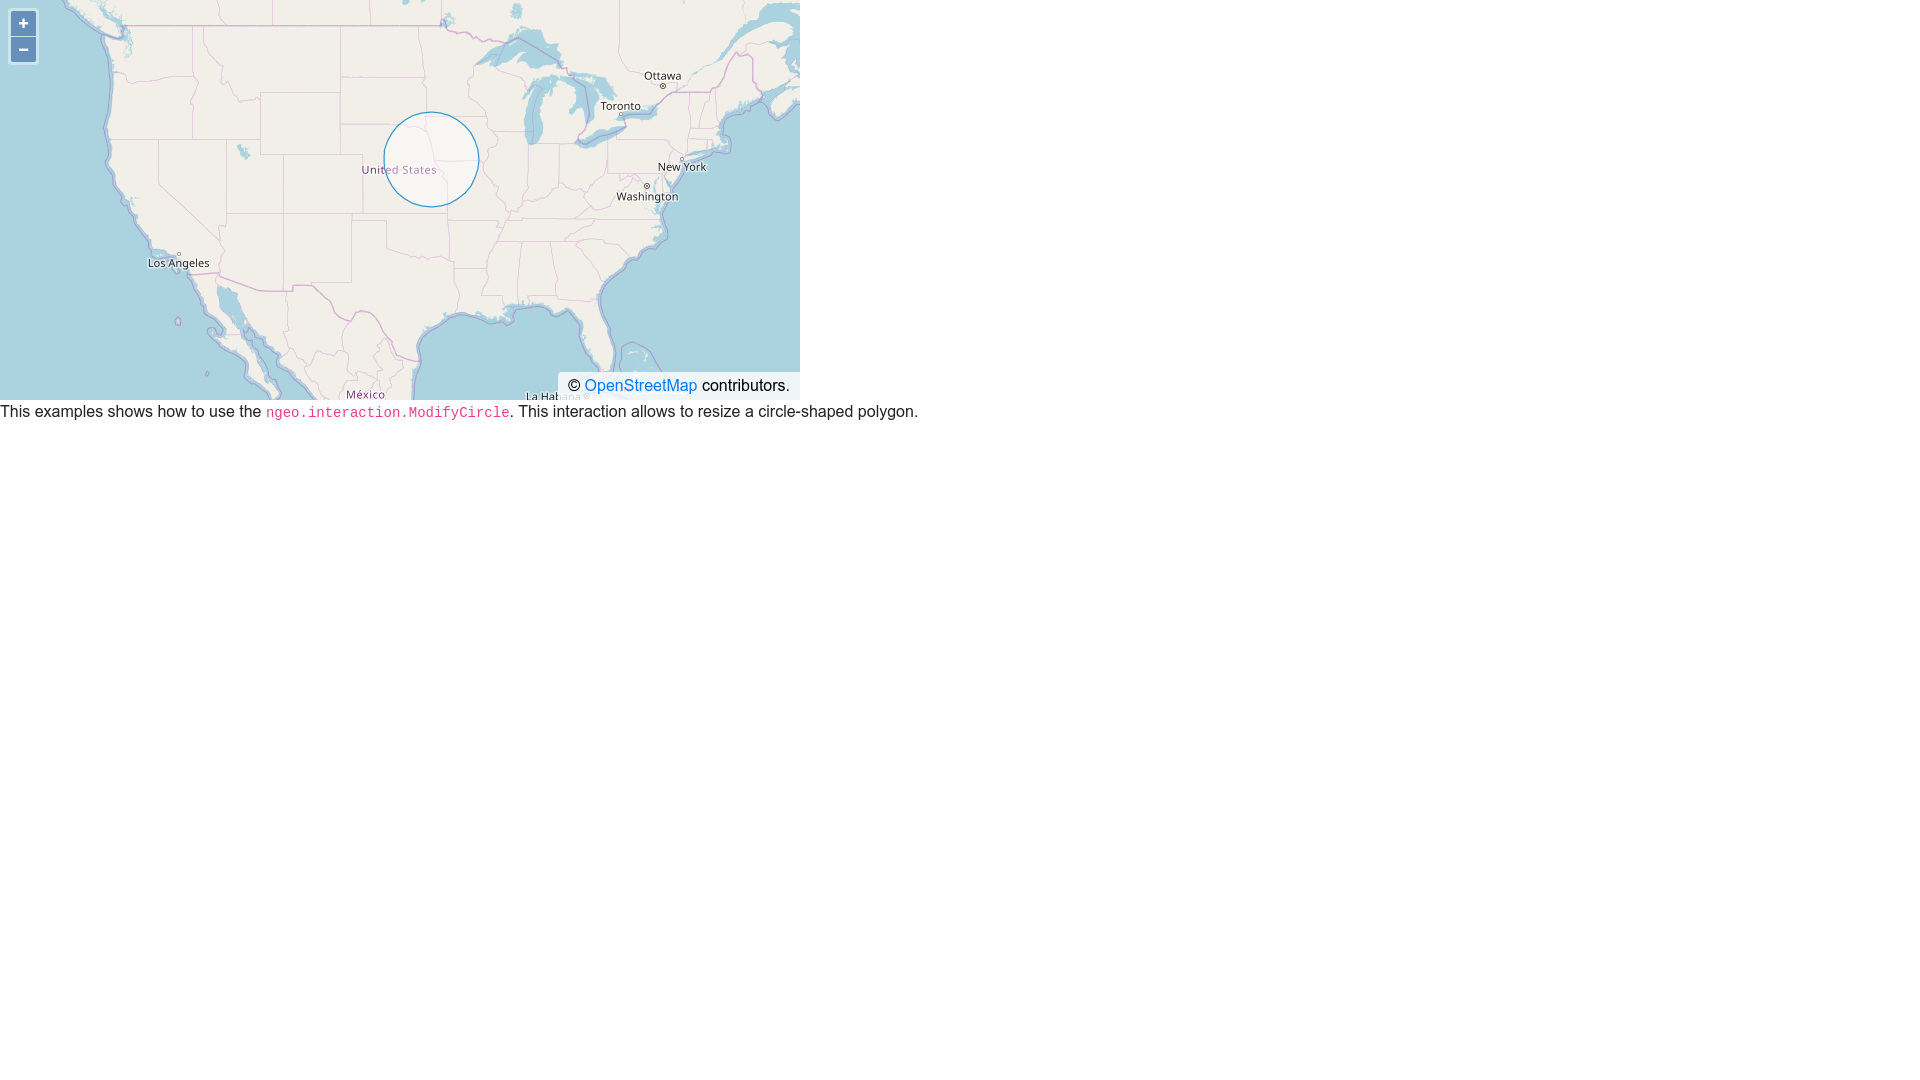 +
−
Ottawa
Toronto
New York
United States
Washington
Los Angeles
México
La Habana
© OpenStreetMap contributors.
This examples shows how to use the ngeo.interaction.ModifyCircle. This interaction allows to resize a circle-shaped polygon.